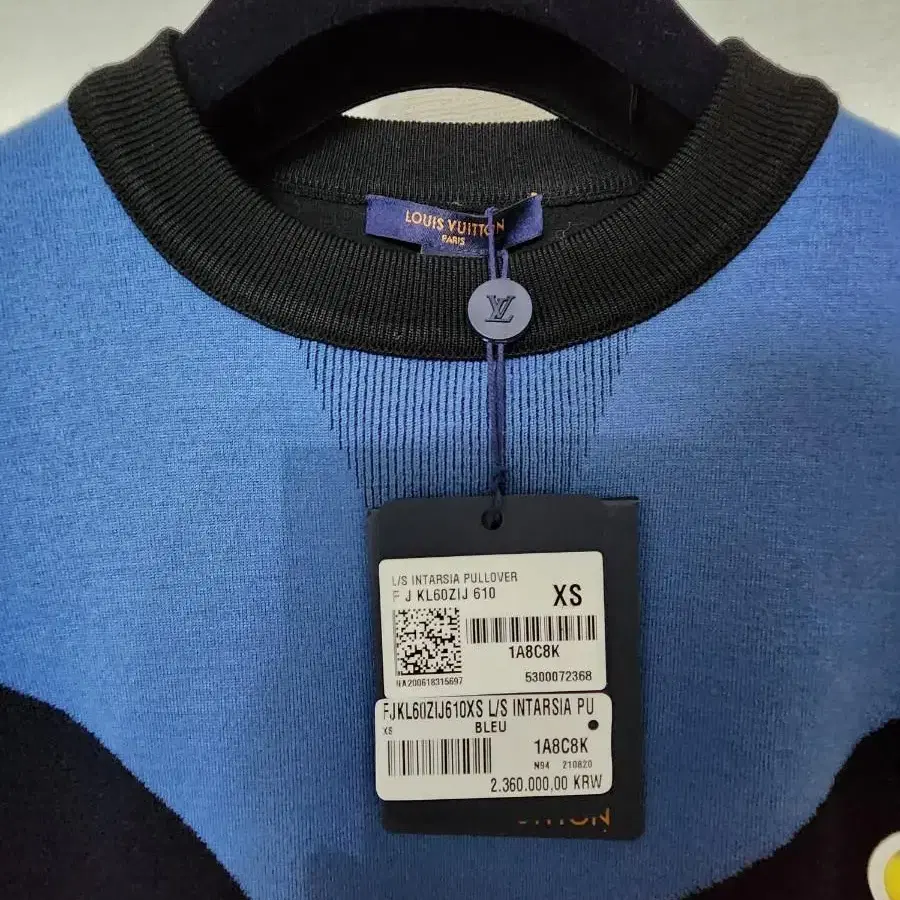 LOUIS VUITTON
PARIS
LV
L/S INTARSIA PULLOVER
F J KL60ZIJ 610
XS
1A8C8K
NA200618315697
5300072368
FJKL60ZIJ610XS L/S INTARSIA PU
XS
BLEU
1A8C8K
N94 210820
2.360.000,00 KRW